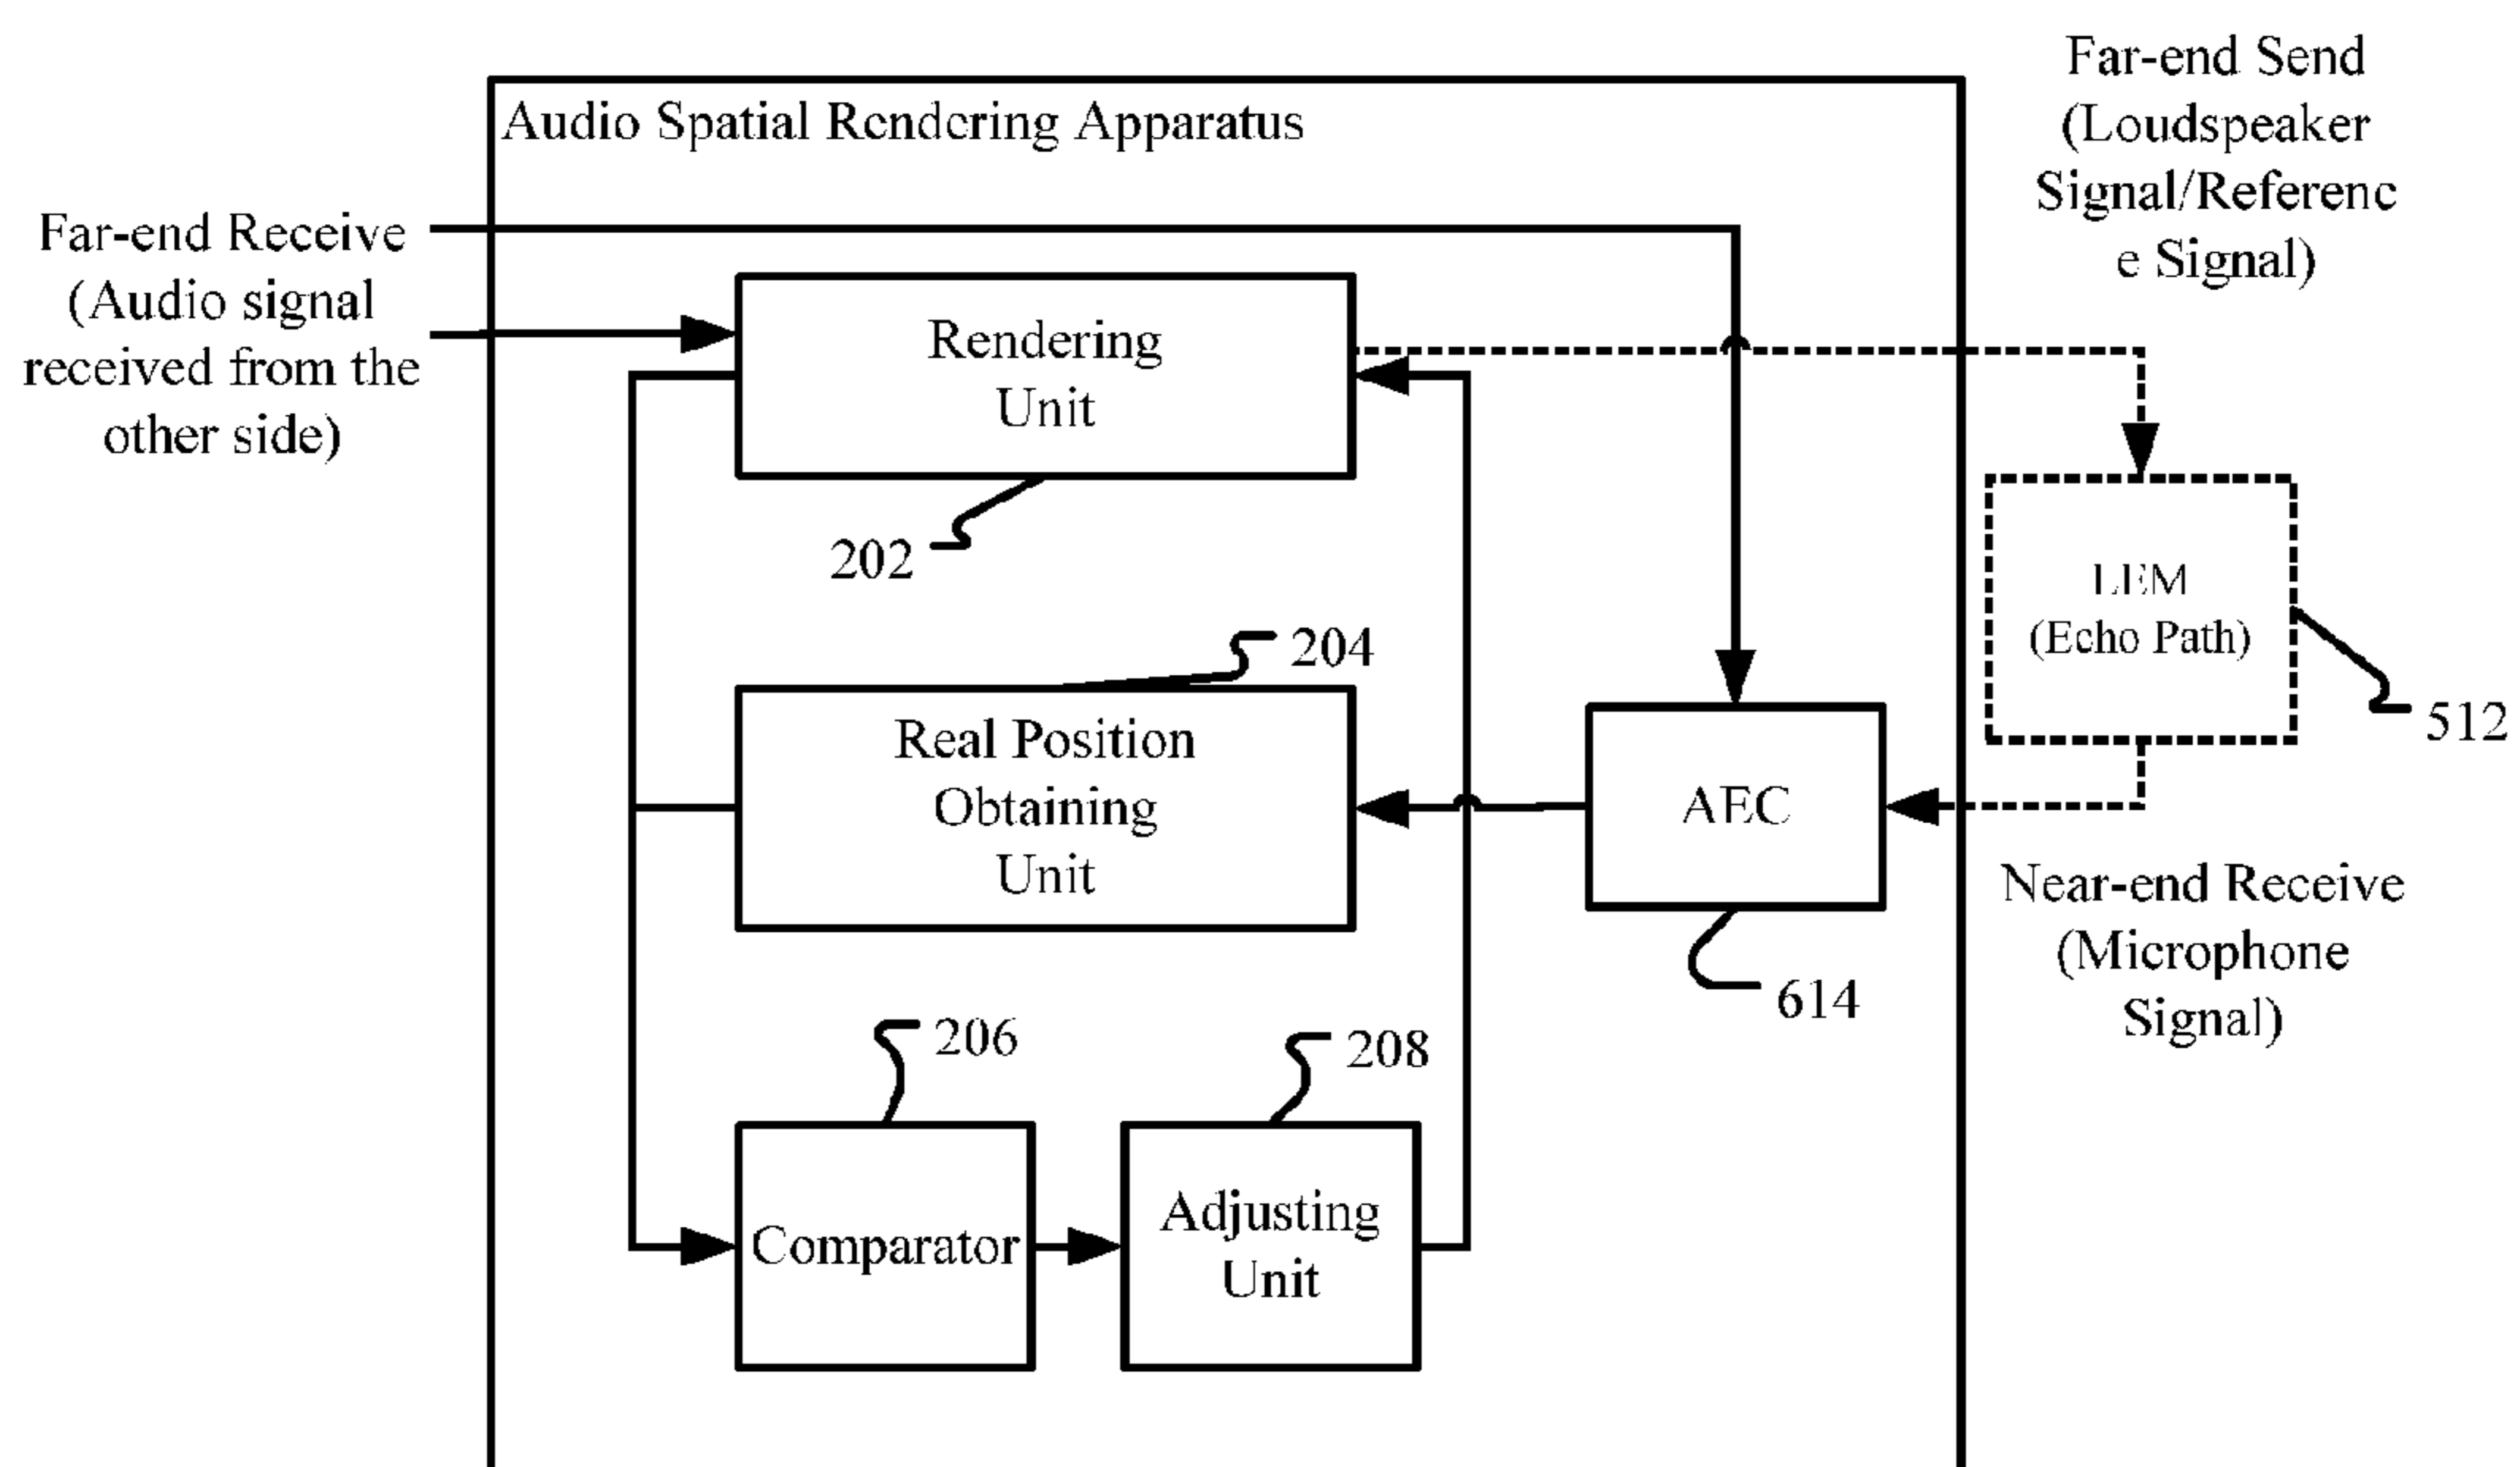 Audio Spatial Rendering Apparatus
Far-end Receive
(Audio signal
received from the
other side)
Far-end Send
(Loudspeaker
Signal/Referenc
e Signal)
Rendering
Unit
202
204
Real Position
Obtaining
Unit
AEC
614
LEM
(Echo Path)
512
Near-end Receive
(Microphone
Signal)
206
208
Comparator
Adjusting
Unit